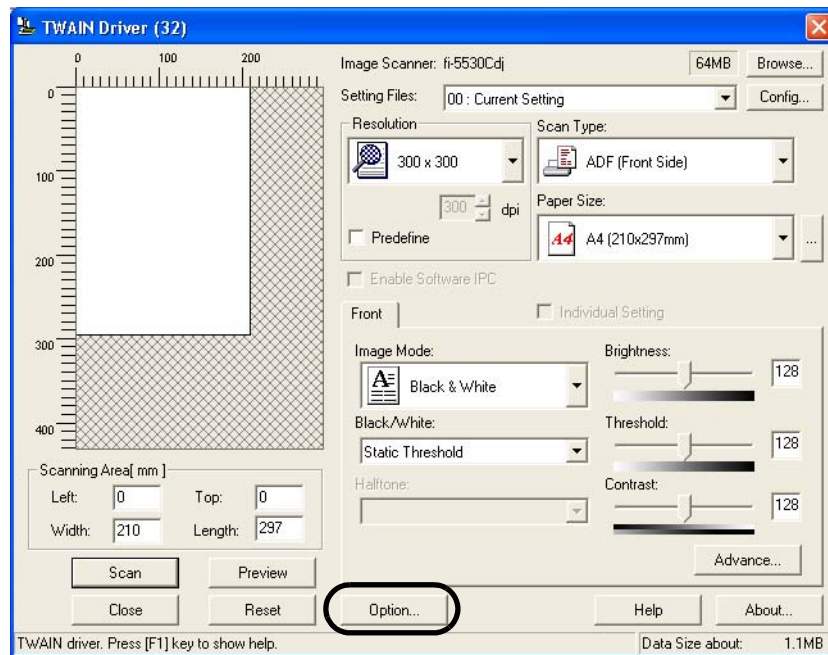 TWAIN Driver (32)
0 100 200
0
100
200
300
400
Scanning Area[ mm ]
Left: 0 Top: 0
Width: 210 Length: 297
Scan Preview
Close Reset
Image Scanner: fi-5530Cdj 64MB Browse...
Setting Files: 00 : Current Setting Config...
Resolution
300 x 300
300 dpi
Predefine
Scan Type:
ADF (Front Side)
Paper Size:
A4 A4 (210x297mm) ...
Enable Software IPC
Front
Individual Setting
Image Mode:
A Black & White
Black/White:
Static Threshold
Halftone:
Brightness:
128
Threshold:
128
Contrast:
128
Advance...
Option... Help About...
TWAIN driver. Press [F1] key to show help. Data Size about: 1.1MB